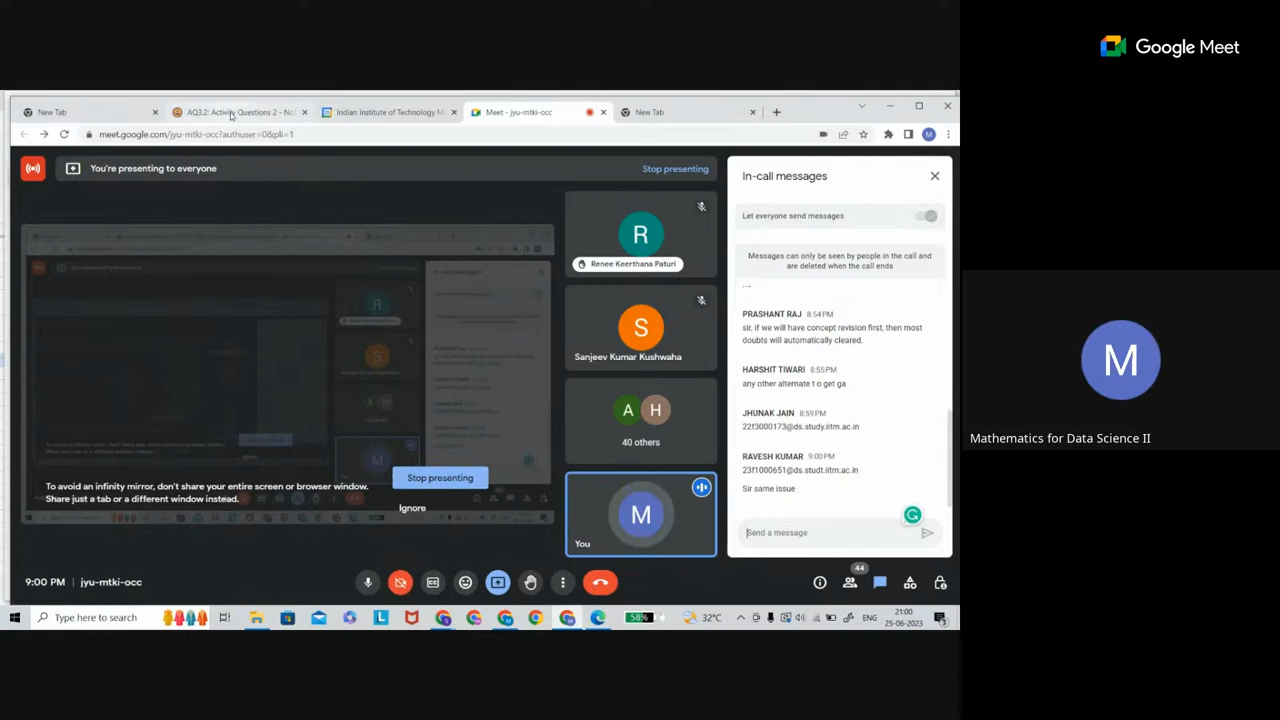 Google Meet
New Tab
AQ3.2: Activity Questions 2 - Not
Indian Institute of Technology M
Meet - jyu-mtki-occ
New Tab
meet.google.com/jyu-mtki-occ?authuser=0&pli=1
M
You're presenting to everyone
Stop presenting
In-call messages
Let everyone send messages
Messages can only be seen by people in the call and
are deleted when the call ends
R
Renee Keerthana Paturi
PRASHANT RAJ 8:54PM
sir, if we will have concept revision first, then most
doubts will automatically cleared.
S
Sanjeev Kumar Kushwaha
HARSHIT TIWARI 8:55PM
any other alternate t o get ga
A H
40 others
JHUNAK JAIN 8:59PM
22f3000173@ds.study.iitm.ac.in
RAVESH KUMAR 9:00PM
23f1000651@ds.studt.iitm.ac.in
Sir same issue
To avoid an infinity mirror, don't share your entire screen or browser window.
Share just a tab or a different window instead.
Stop presenting
Ignore
M
You
Send a message
9:00 PM | jyu-mtki-occ
44
Type here to search
58%
32°C
ENG
21:00
25-06-2023
3
M
Mathematics for Data Science II